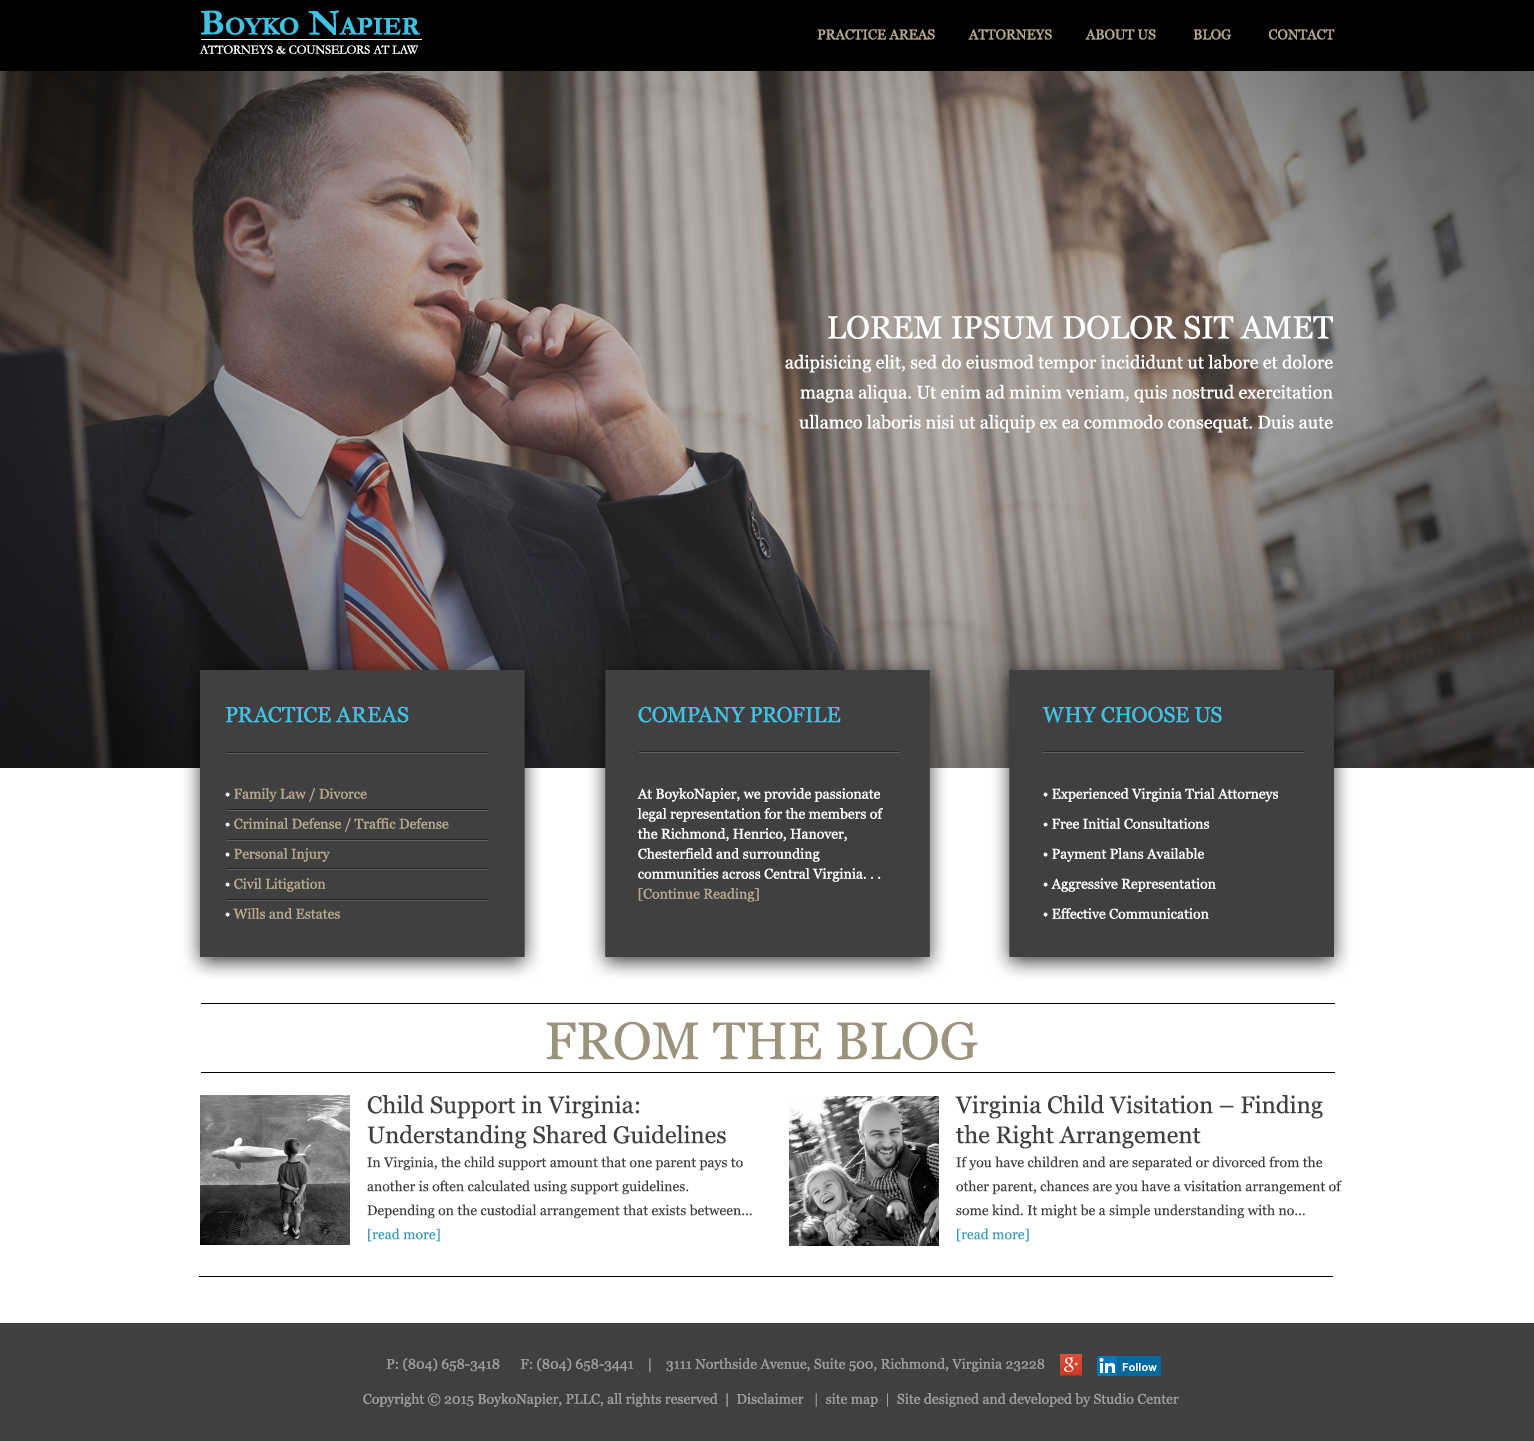 BOYKO NAPIER
ATTORNEYS & COUNSELORS AT LAW
PRACTICE AREAS ATTORNEYS ABOUT US BLOG CONTACT
LOREM IPSUM DOLOR SIT AMET
adipisicing elit, sed do eiusmod tempor incididunt ut labore et dolore
magna aliqua. Ut enim ad minim veniam, quis nostrud exercitation
ullamco laboris nisi ut aliquip ex ea commodo consequat. Duis aute
PRACTICE AREAS
• Family Law / Divorce
• Criminal Defense / Traffic Defense
• Personal Injury
• Civil Litigation
• Wills and Estates
COMPANY PROFILE
At BoykoNapier, we provide passionate
legal representation for the members of
the Richmond, Henrico, Hanover,
Chesterfield and surrounding
communities across Central Virginia. . .
[Continue Reading]
WHY CHOOSE US
• Experienced Virginia Trial Attorneys
• Free Initial Consultations
• Payment Plans Available
• Aggressive Representation
• Effective Communication
FROM THE BLOG
Child Support in Virginia:
Understanding Shared Guidelines
In Virginia, the child support amount that one parent pays to
another is often calculated using support guidelines.
Depending on the custodial arrangement that exists between...
[read more]
Virginia Child Visitation – Finding
the Right Arrangement
If you have children and are separated or divorced from the
other parent, chances are you have a visitation arrangement of
some kind. It might be a simple understanding with no...
[read more]
P: (804) 658-3418 F: (804) 658-3441 | 3111 Northside Avenue, Suite 500, Richmond, Virginia 23228 g+ in Follow
Copyright © 2015 BoykoNapier, PLLC, all rights reserved | Disclaimer | site map | Site designed and developed by Studio Center